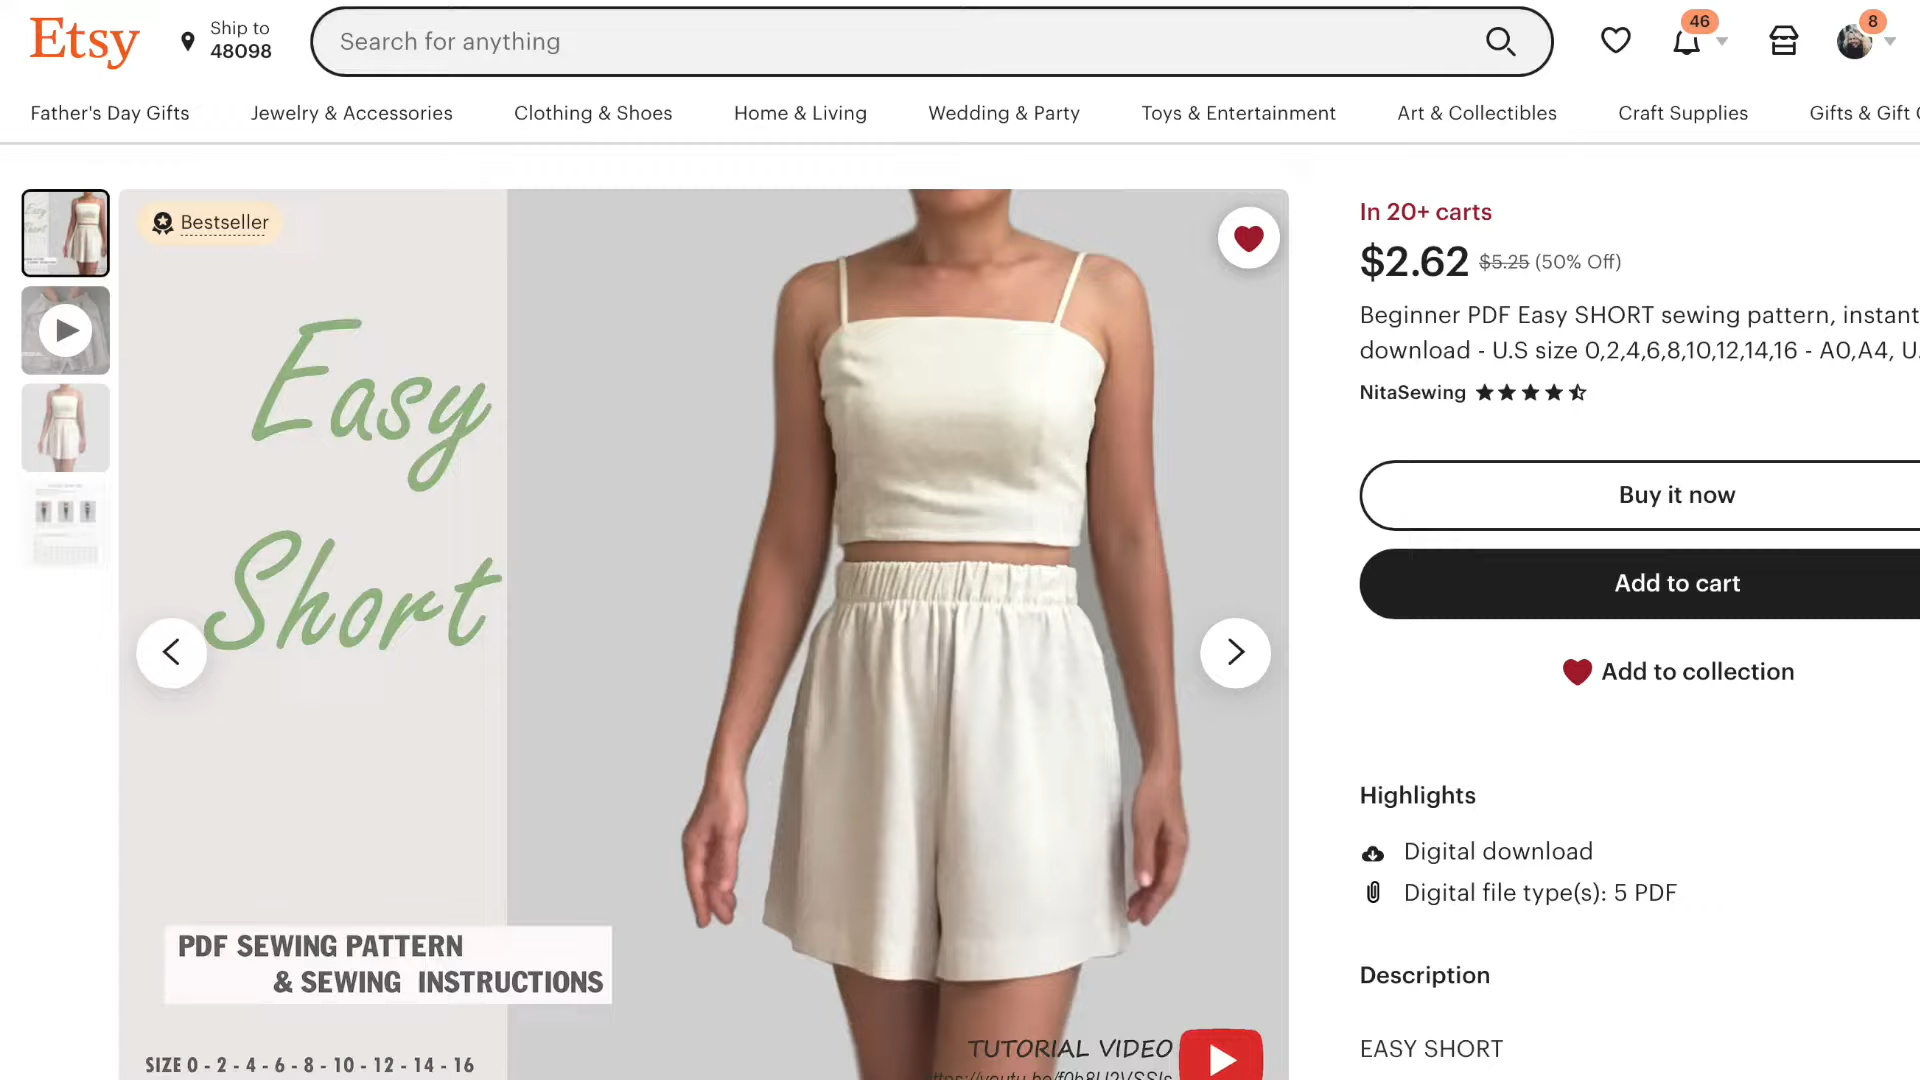 Etsy
Ship to
48098
Search for anything
46
8
Father's Day Gifts
Jewelry & Accessories
Clothing & Shoes
Home & Living
Wedding & Party
Toys & Entertainment
Art & Collectibles
Craft Supplies
Gifts & Gift
Bestseller
Easy
Short
PDF SEWING PATTERN
& SEWING INSTRUCTIONS
SIZE 0 - 2 - 4 - 6 - 8 - 10 - 12 - 14 - 16
TUTORIAL VIDEO
In 20+ carts
$2.62 $5.25 (50% Off)
Beginner PDF Easy SHORT sewing pattern, instant
download - U.S size 0,2,4,6,8,10,12,14,16 - A0,A4, U.
NitaSewing
Buy it now
Add to cart
Add to collection
Highlights
Digital download
Digital file type(s): 5 PDF
Description
EASY SHORT